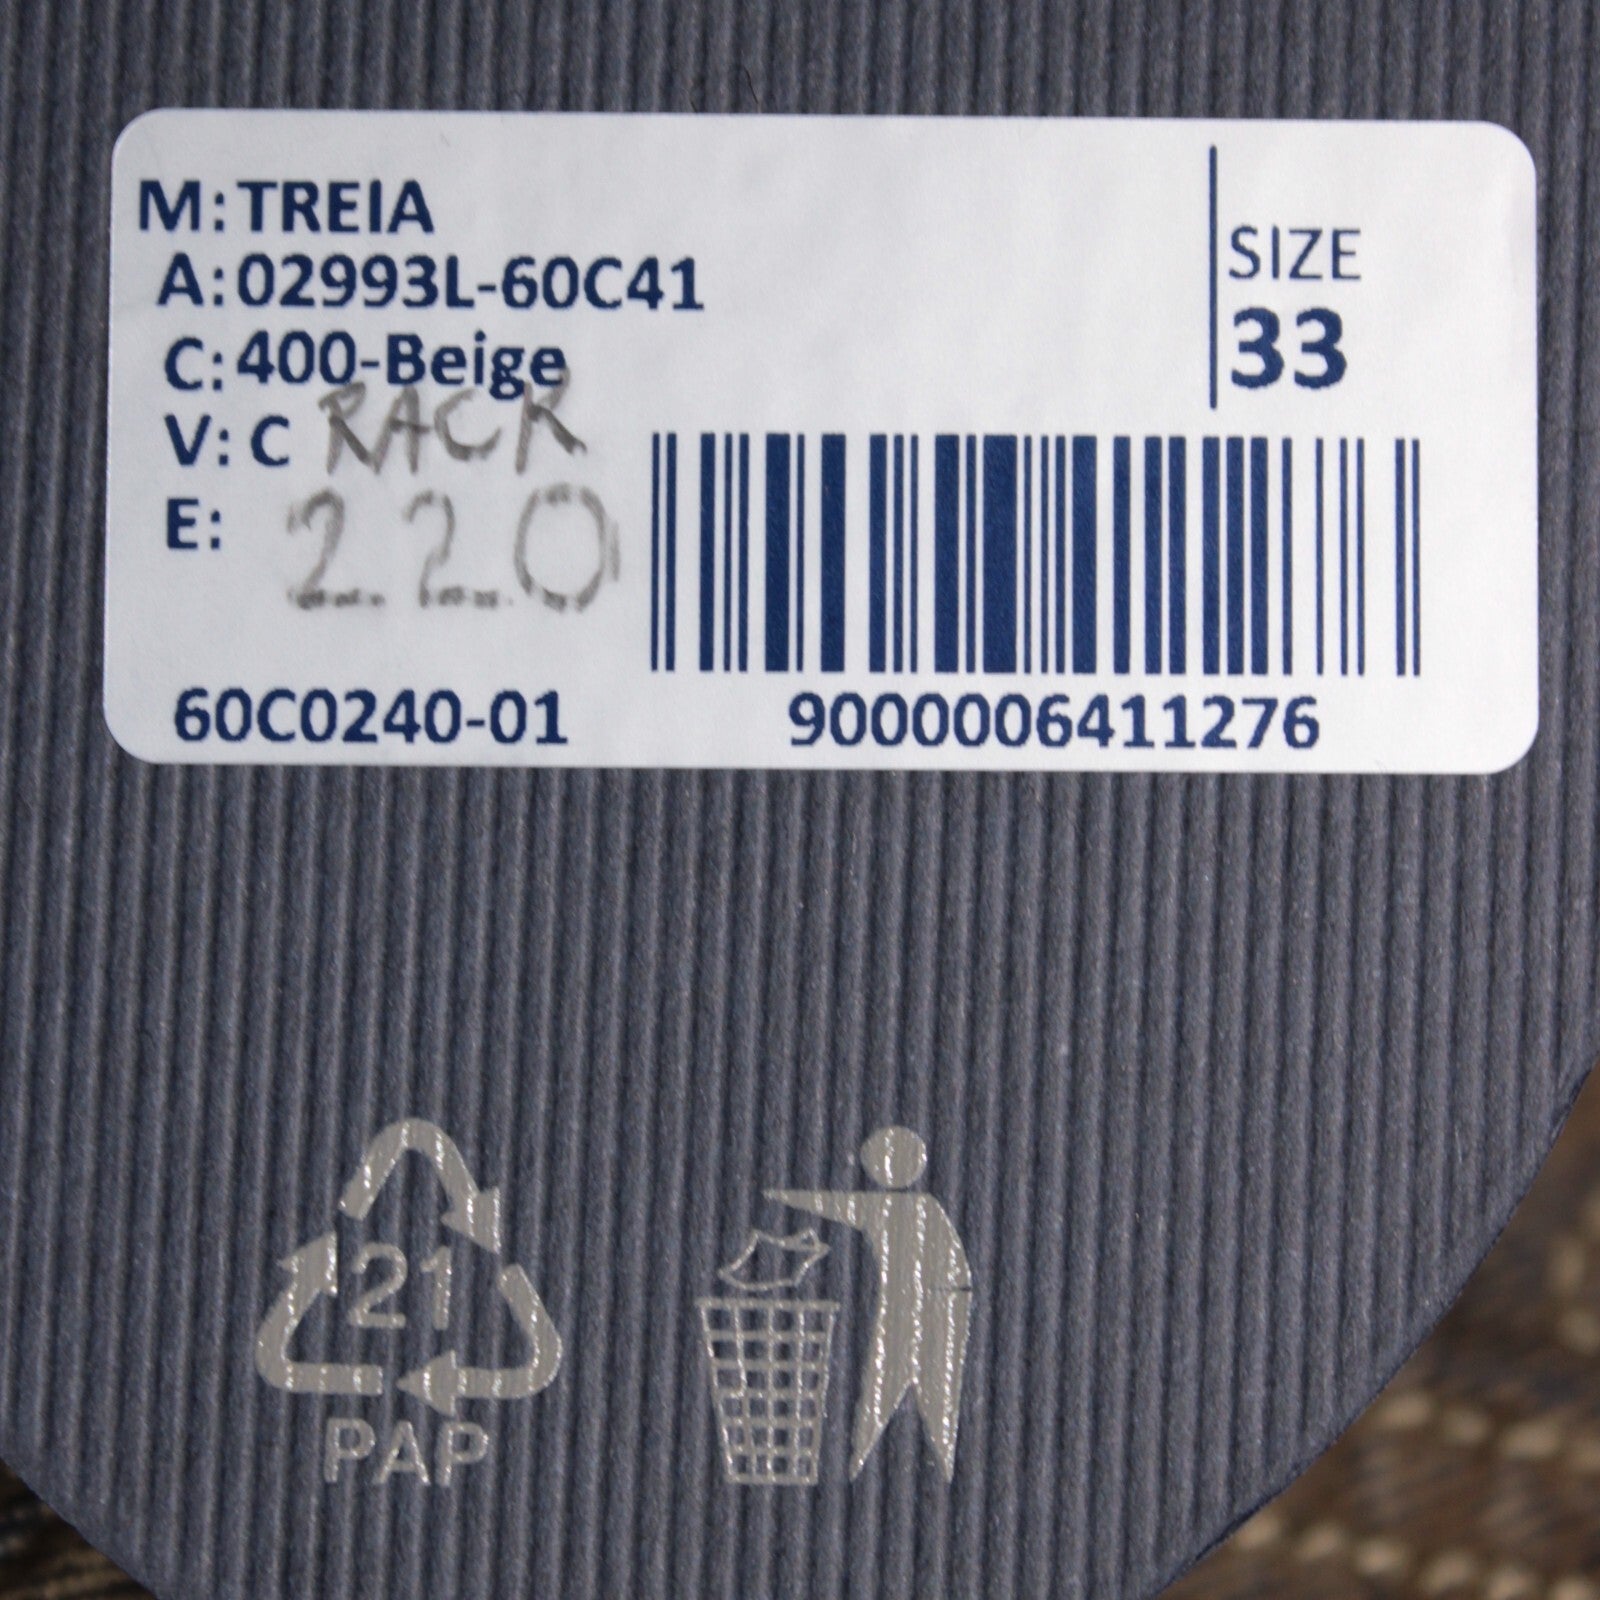 M: TREIA
A: 02993L-60C41
C: 400-Beige
V: C RACK
E: 220
SIZE
33
60C0240-01
9000006411276
21
PAP